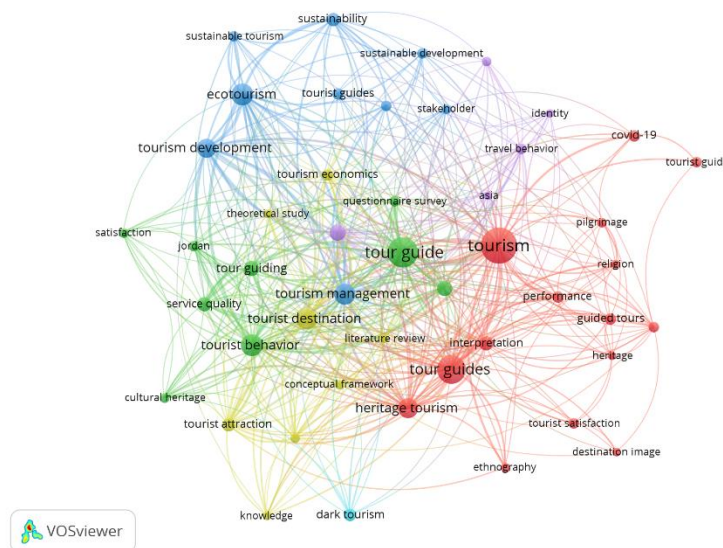 sustainability
sustainable tourism
sustainable development
ecotourism
tourist guides
stakeholder
identity
covid-19
tourism development
travel behavior
tourist guid
tourism economics
asia
questionnaire survey
theoretical study
pilgrimage
satisfaction
jordan
tour guide
tourism
religion
tour guiding
tourism management
performance
service quality
tourist destination
guided tours
literature review
interpretation
tourist behavior
heritage
tour guides
conceptual framework
cultural heritage
heritage tourism
tourist attraction
tourist satisfaction
destination image
ethnography
knowledge
dark tourism
VOSviewer